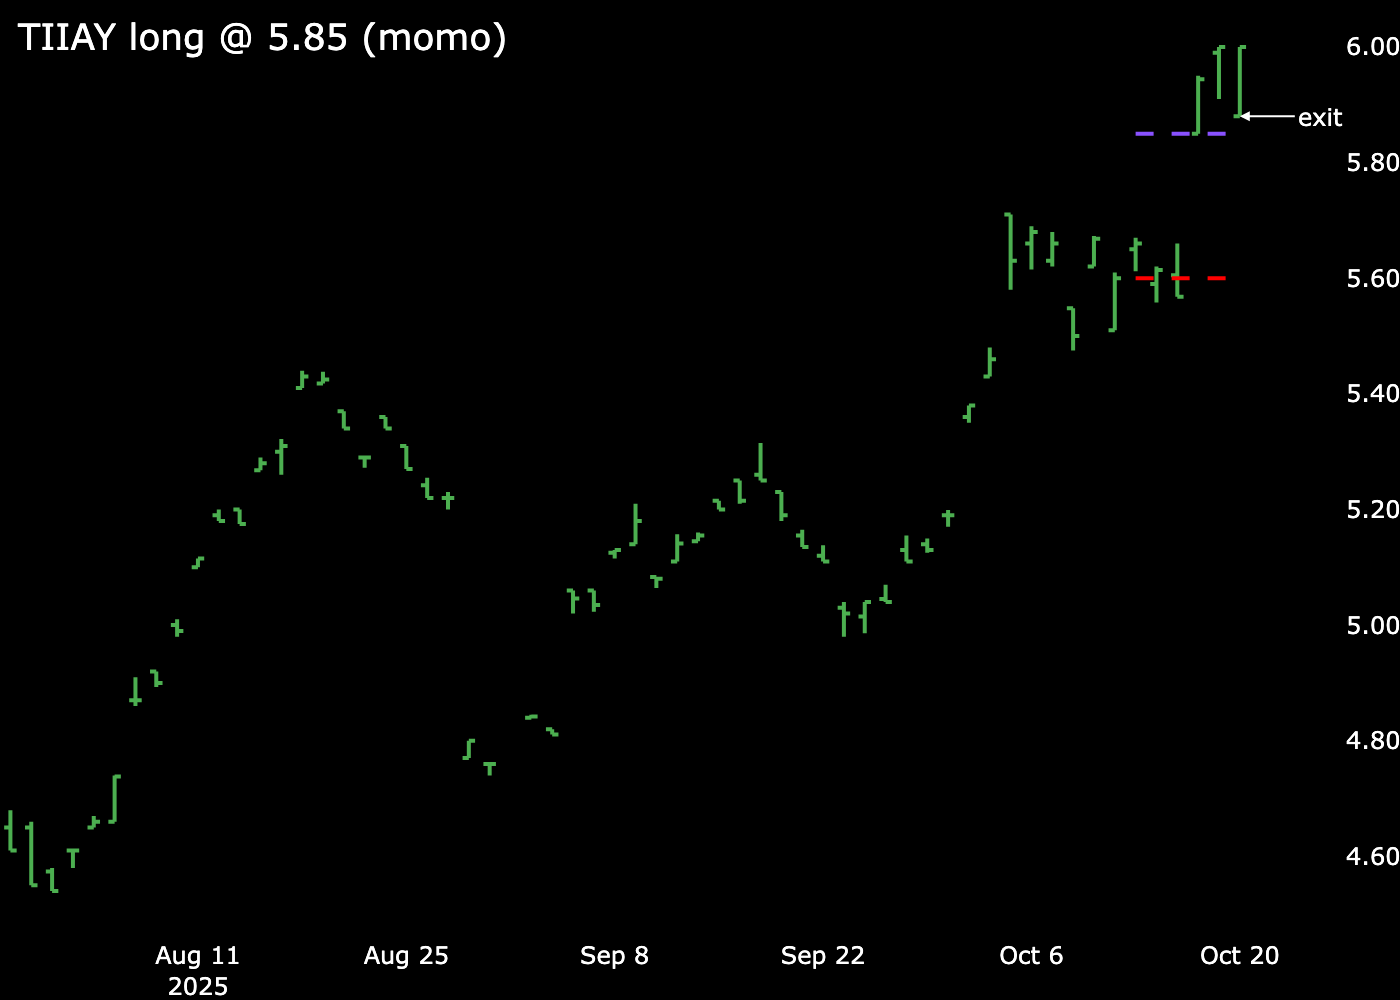 TIIAY long @ 5.85 (momo)
6.00
exit
5.80
5.60
5.40
5.20
5.00
4.80
4.60
Aug 11
2025
Aug 25
Sep 8
Sep 22
Oct 6
Oct 20